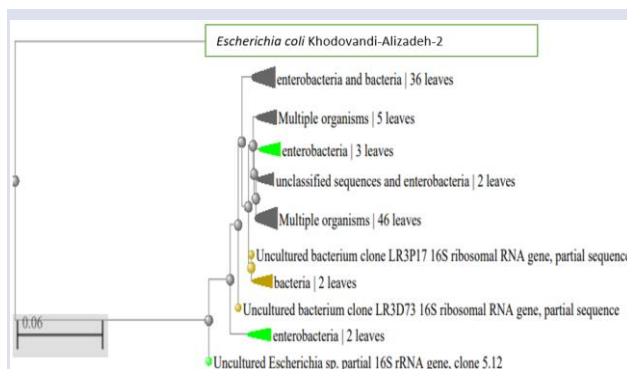 Escherichia coli Khodovandi-Alizadeh-2
enterobacteria and bacteria | 36 leaves
Multiple organisms | 5 leaves
enterobacteria | 3 leaves
unclassified sequences and enterobacteria | 2 leaves
Multiple organisms | 46 leaves
Uncultured bacterium clone LR3P17 16S ribosomal RNA gene, partial sequence
bacteria | 2 leaves
Uncultured bacterium clone LR3D73 16S ribosomal RNA gene, partial sequence
0.06
enterobacteria | 2 leaves
Uncultured Escherichia sp. partial 16S rRNA gene, clone 5.12